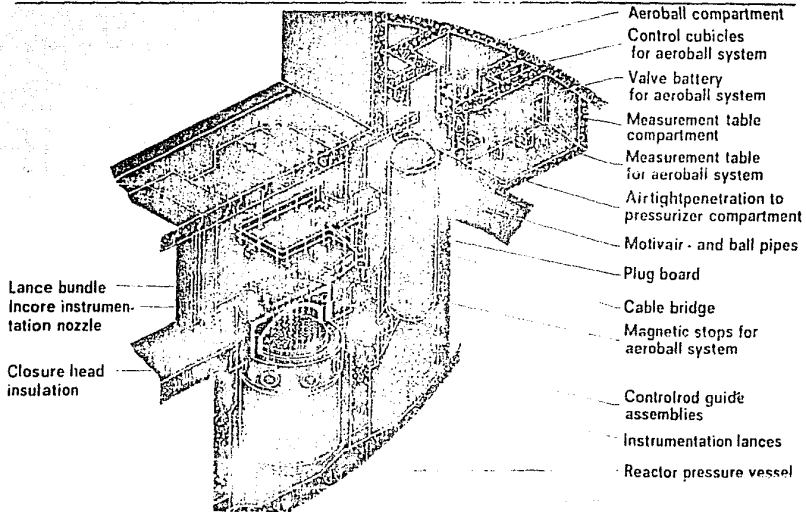 Aeroball compartment
Control cubicles
for aeroball system
Valve battery
for aeroball system
Measurement table
compartment
Measurement table
for aeroball system
Airtightpenetration to
pressurizer compartment
Motivair - and ball pipes
Plug board
Cable bridge
Magnetic stops for
aeroball system
Controlrod guide
assemblies
Instrumentation lances
Reactor pressure vessel
Lance bundle
Incore instrumen-
tation nozzle
Closure head
insulation